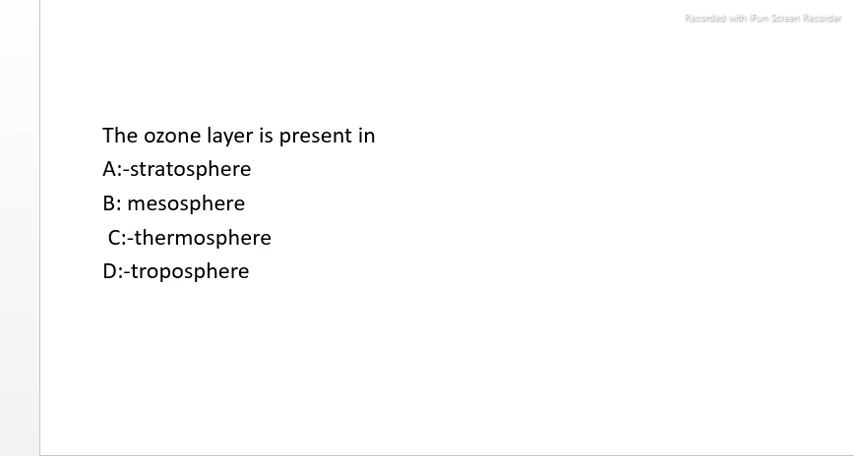 Recorded with iFun Screen Recorder
The ozone layer is present in
A:-stratosphere
B: mesosphere
C:-thermosphere
D:-troposphere